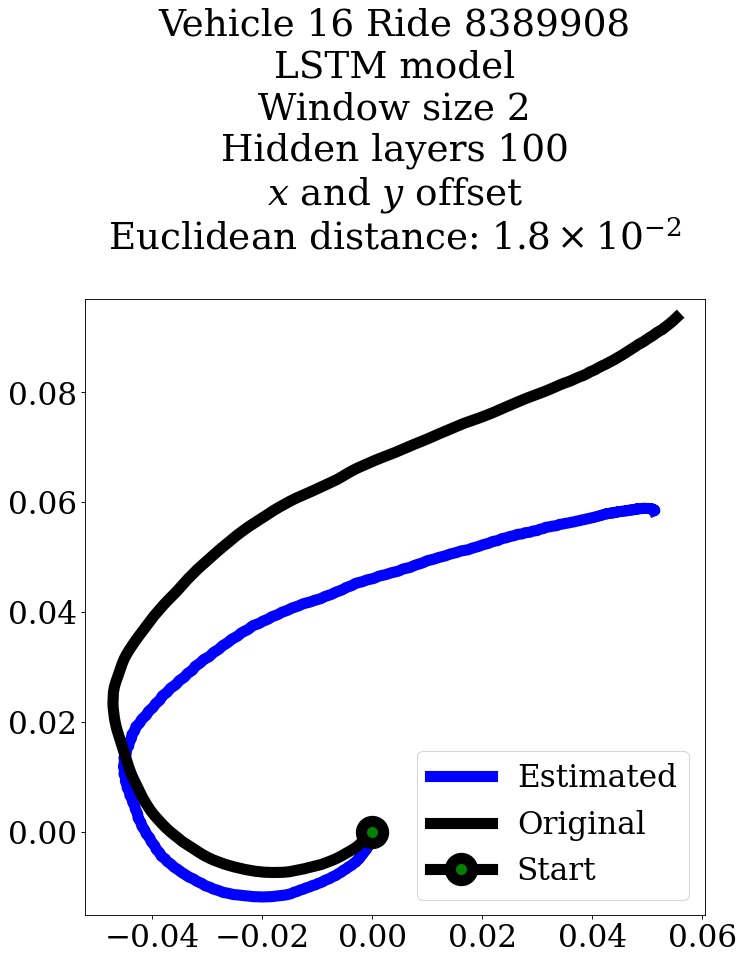 Vehicle 16 Ride 8389908
LSTM model
Window size 2
Hidden layers 100
x and y offset
Euclidean distance: 1.8 × 10⁻²
0.08
0.06
0.04
0.02
0.00
Estimated
Original
Start
−0.04 −0.02 0.00 0.02 0.04 0.06